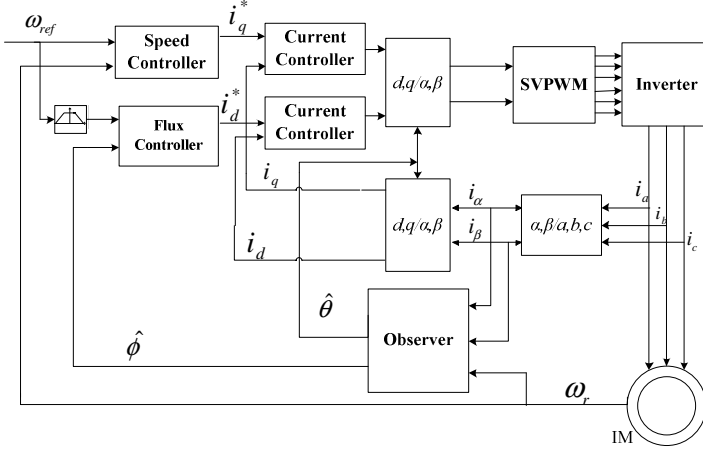 ω_ref
i_q^*
Speed
Controller
Current
Controller
d,q/α,β
SVPWM
Inverter
i_d^*
Flux
Controller
Current
Controller
i_q
i_d
d,q/α,β
i_α
i_β
α,β/a,b,c
i_a
i_b
i_c
θ̂
Observer
ϕ̂
ω_r
IM